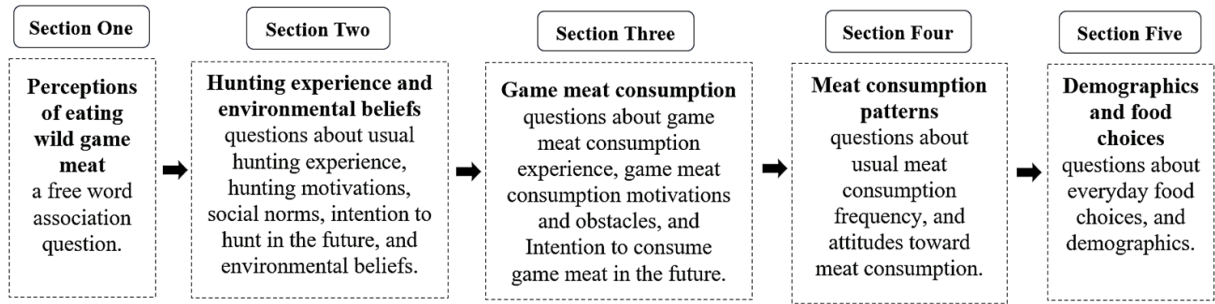 Section One
Perceptions
of eating
wild game
meat
a free word
association
question.
Section Two
Hunting experience and
environmental beliefs
questions about usual
hunting experience,
hunting motivations,
social norms, intention to
hunt in the future, and
environmental beliefs.
Section Three
Game meat consumption
questions about game
meat consumption
experience, game meat
consumption motivations
and obstacles, and
Intention to consume
game meat in the future.
Section Four
Meat consumption
patterns
questions about
usual meat
consumption
frequency, and
attitudes toward
meat consumption.
Section Five
Demographics
and food
choices
questions about
everyday food
choices, and
demographics.